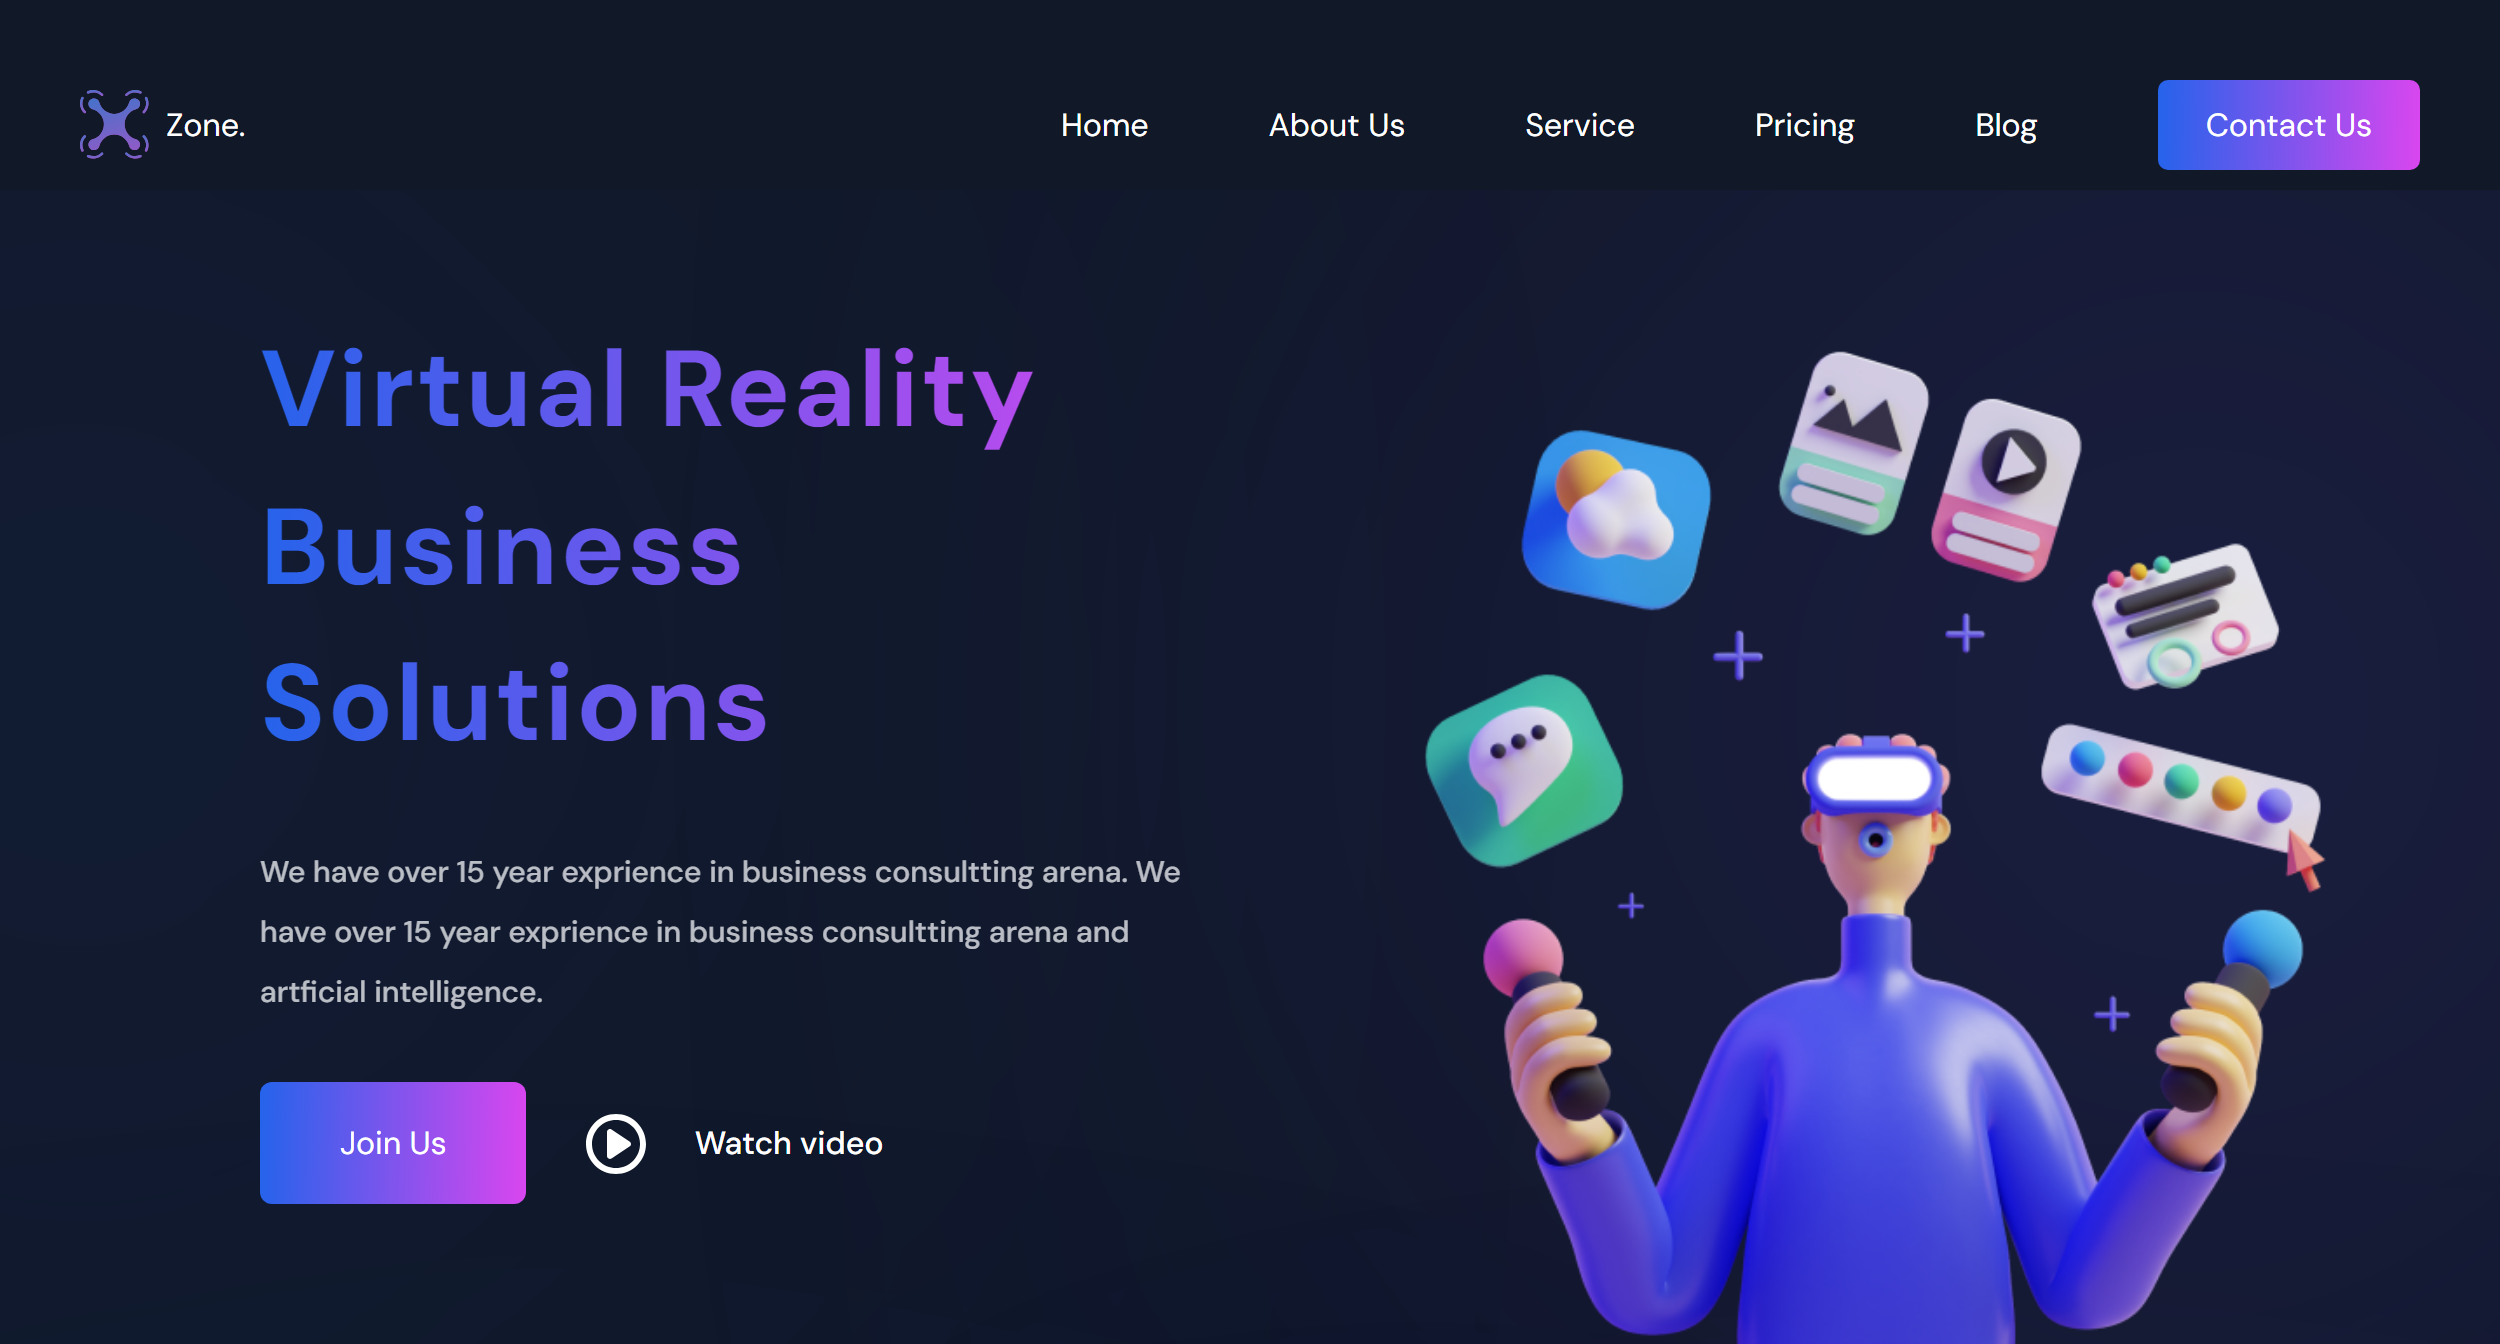 Zone.
Home
About Us
Service
Pricing
Blog
Contact Us
Virtual Reality
Business
Solutions
We have over 15 year exprience in business consultting arena. We
have over 15 year exprience in business consultting arena and
artficial intelligence.
Join Us
Watch video